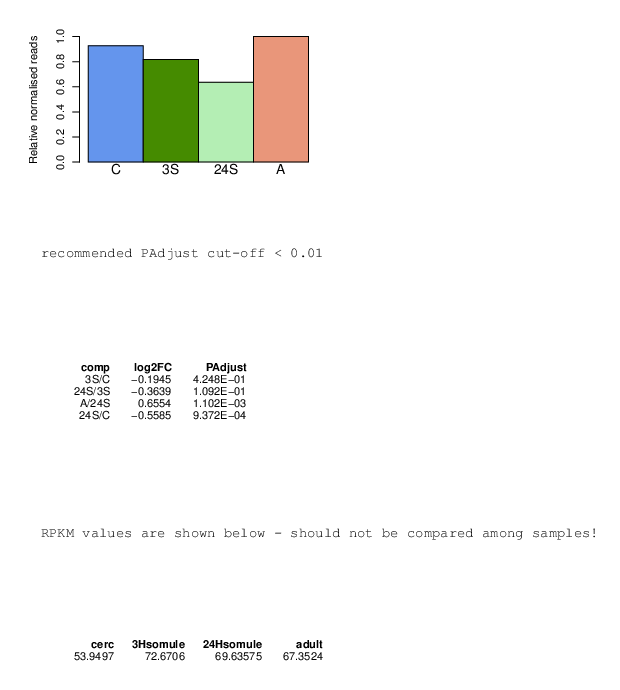 1.0
0.8
0.6
0.4
0.2
0.0
Relative normalised reads
C 3S 24S A
recommended PAdjust cut-off < 0.01
comp log2FC PAdjust
3S/C −0.1945 4.248E−01
24S/3S −0.3639 1.092E−01
A/24S 0.6554 1.102E−03
24S/C −0.5585 9.372E−04
RPKM values are shown below - should not be compared among samples!
cerc 3Hsomule 24Hsomule adult
53.9497 72.6706 69.63575 67.3524